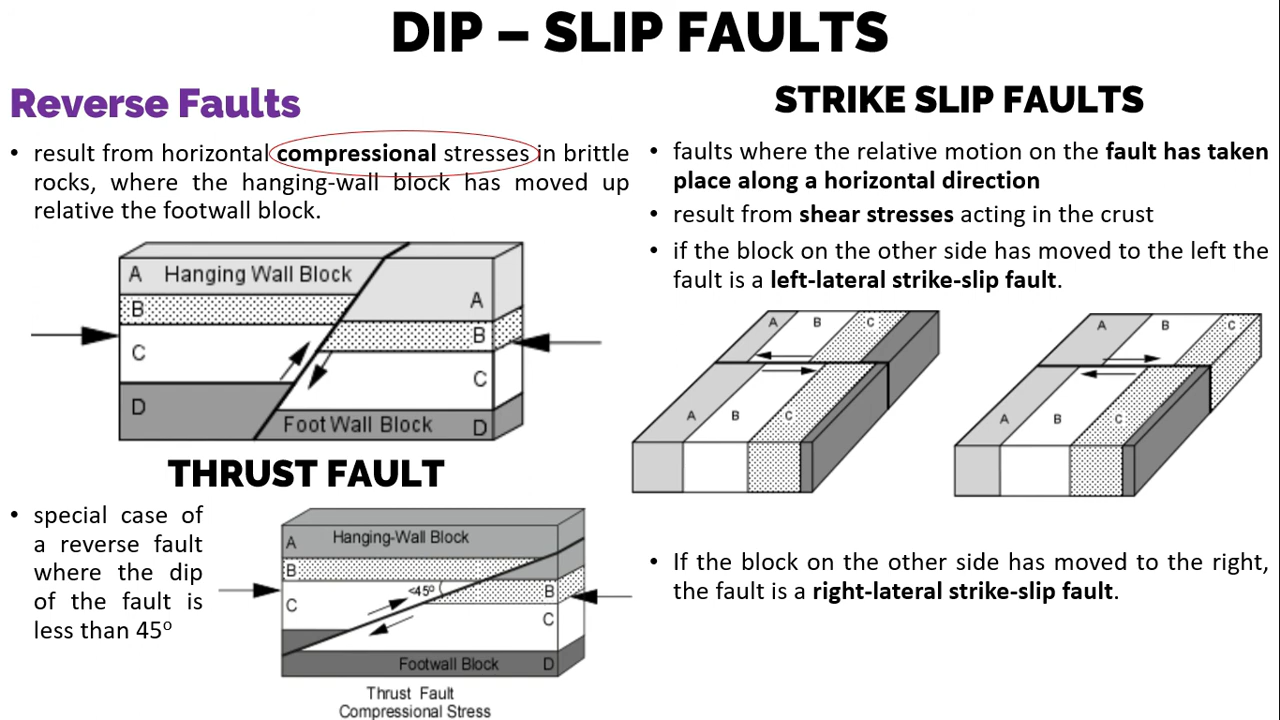 DIP – SLIP FAULTS
Reverse Faults
• result from horizontal compressional stresses in brittle
rocks, where the hanging-wall block has moved up
relative the footwall block.
A Hanging Wall Block
B
C
D
A
B
C
Foot Wall Block D
THRUST FAULT
• special case of
a reverse fault
where the dip
of the fault is
less than 45º
Hanging-Wall Block
A
B
C
<45º
B
C
Footwall Block D
Thrust Fault
Compressional Stress
STRIKE SLIP FAULTS
• faults where the relative motion on the fault has taken
place along a horizontal direction
• result from shear stresses acting in the crust
• if the block on the other side has moved to the left the
fault is a left-lateral strike-slip fault.
A B C
A B C
A B C
A B C
• If the block on the other side has moved to the right,
the fault is a right-lateral strike-slip fault.